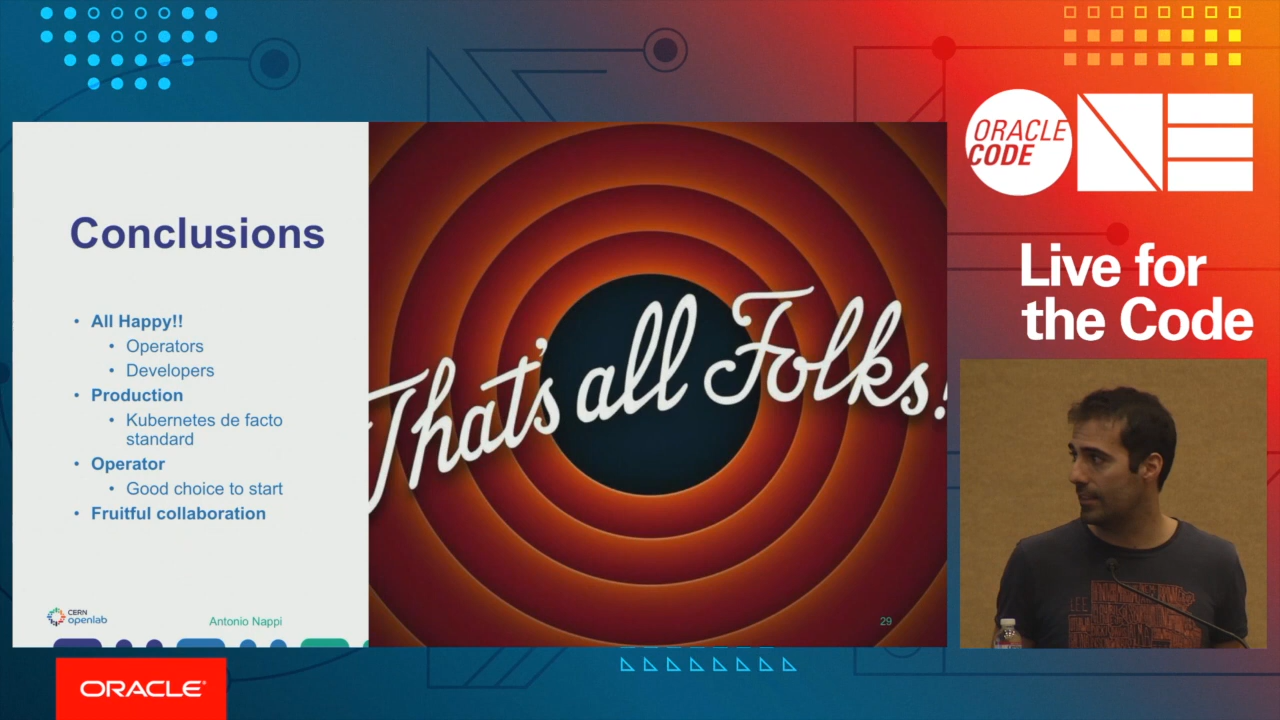 Conclusions
• All Happy!!
• Operators
• Developers
• Production
• Kubernetes de facto
standard
• Operator
• Good choice to start
• Fruitful collaboration
CERN
openlab
Antonio Nappi
That's all Folks!
29
ORACLE
CODE
ONE
Live for
the Code
ORACLE®